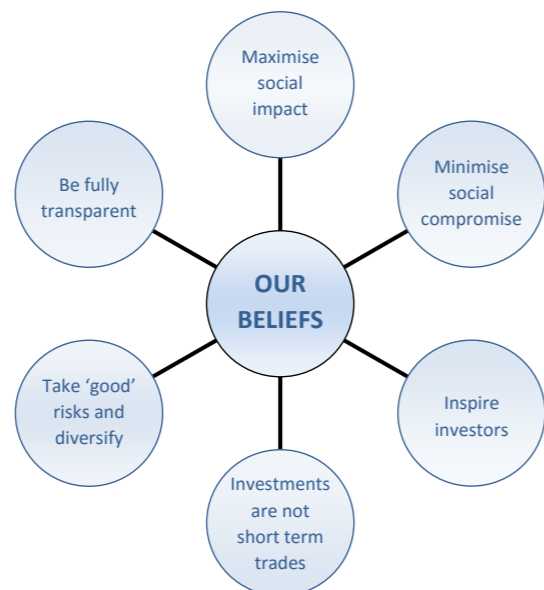 Maximise
social
impact
Minimise
social
compromise
Inspire
investors
Investments
are not
short term
trades
Take ‘good’
risks and
diversify
Be fully
transparent
OUR
BELIEFS